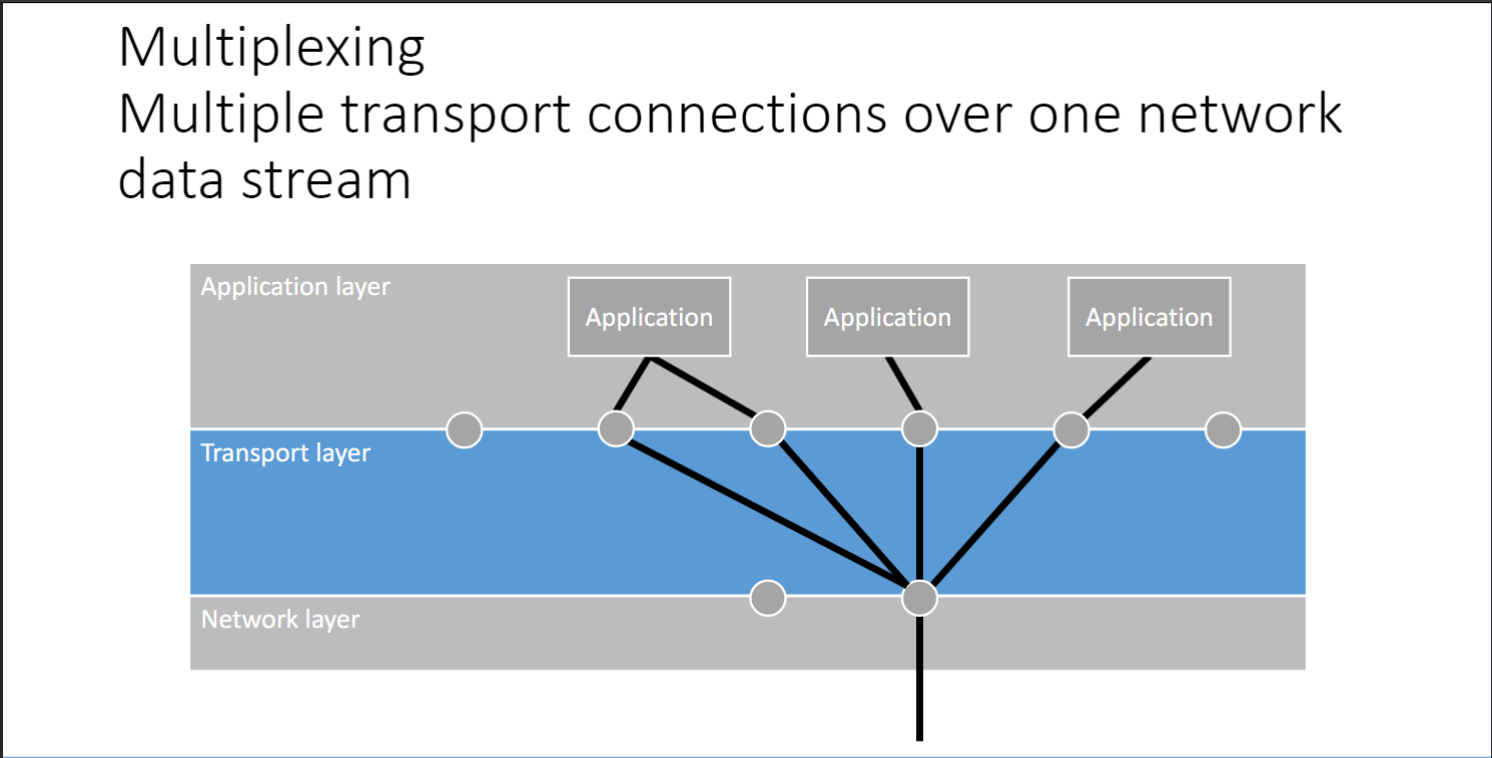 Multiplexing
Multiple transport connections over one network
data stream
Application layer
Application
Application
Application
Transport layer
Network layer